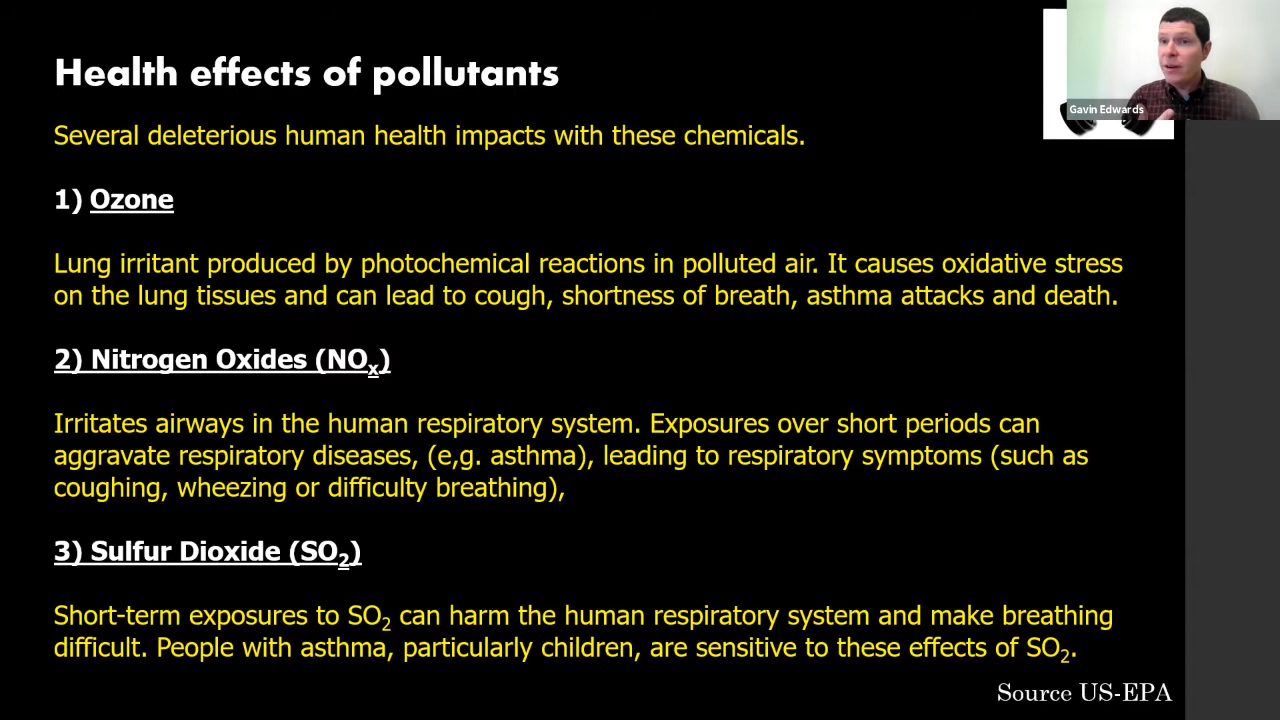 Health effects of pollutants
Gavin Edwards
Several deleterious human health impacts with these chemicals.
1) Ozone
Lung irritant produced by photochemical reactions in polluted air. It causes oxidative stress
on the lung tissues and can lead to cough, shortness of breath, asthma attacks and death.
2) Nitrogen Oxides (NOx)
Irritates airways in the human respiratory system. Exposures over short periods can
aggravate respiratory diseases, (e,g. asthma), leading to respiratory symptoms (such as
coughing, wheezing or difficulty breathing),
3) Sulfur Dioxide (SO2)
Short-term exposures to SO2 can harm the human respiratory system and make breathing
difficult. People with asthma, particularly children, are sensitive to these effects of SO2.
Source US-EPA